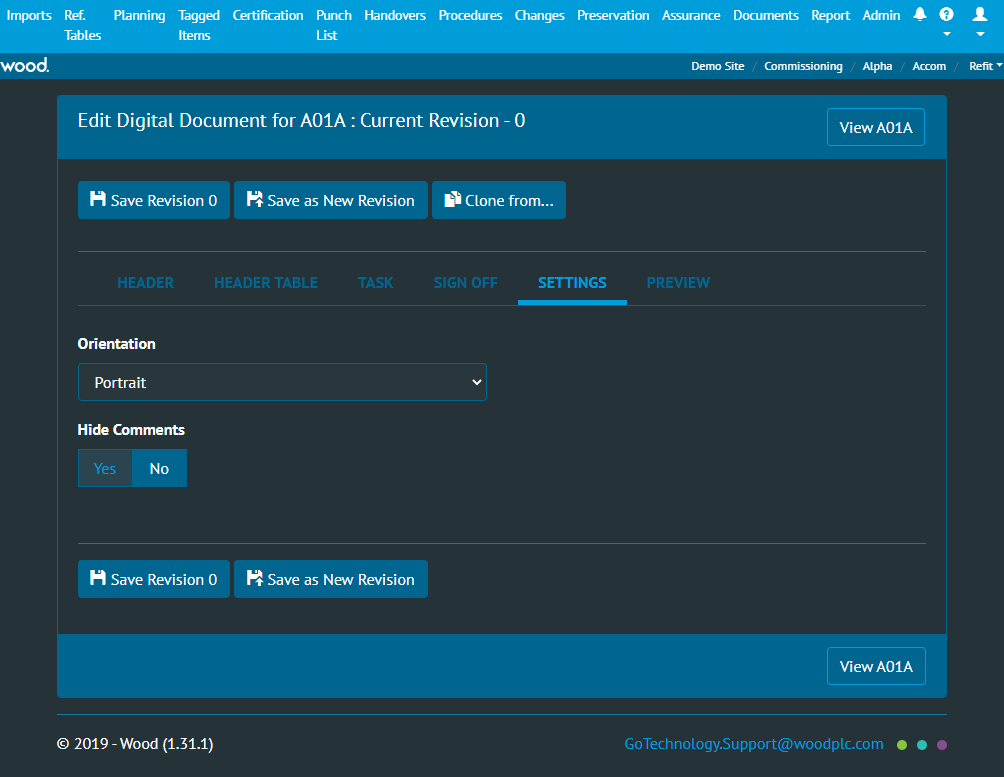 Imports Ref. Planning Tagged Certification Punch Handovers Procedures Changes Preservation Assurance Documents Report Admin
Tables Items List
wood.
Demo Site / Commissioning / Alpha / Accom / Refit
Edit Digital Document for A01A : Current Revision - 0
View A01A
Save Revision 0 Save as New Revision Clone from...
HEADER HEADER TABLE TASK SIGN OFF SETTINGS PREVIEW
Orientation
Portrait
Hide Comments
Yes No
Save Revision 0 Save as New Revision
View A01A
© 2019 - Wood (1.31.1) GoTechnology.Support@woodplc.com